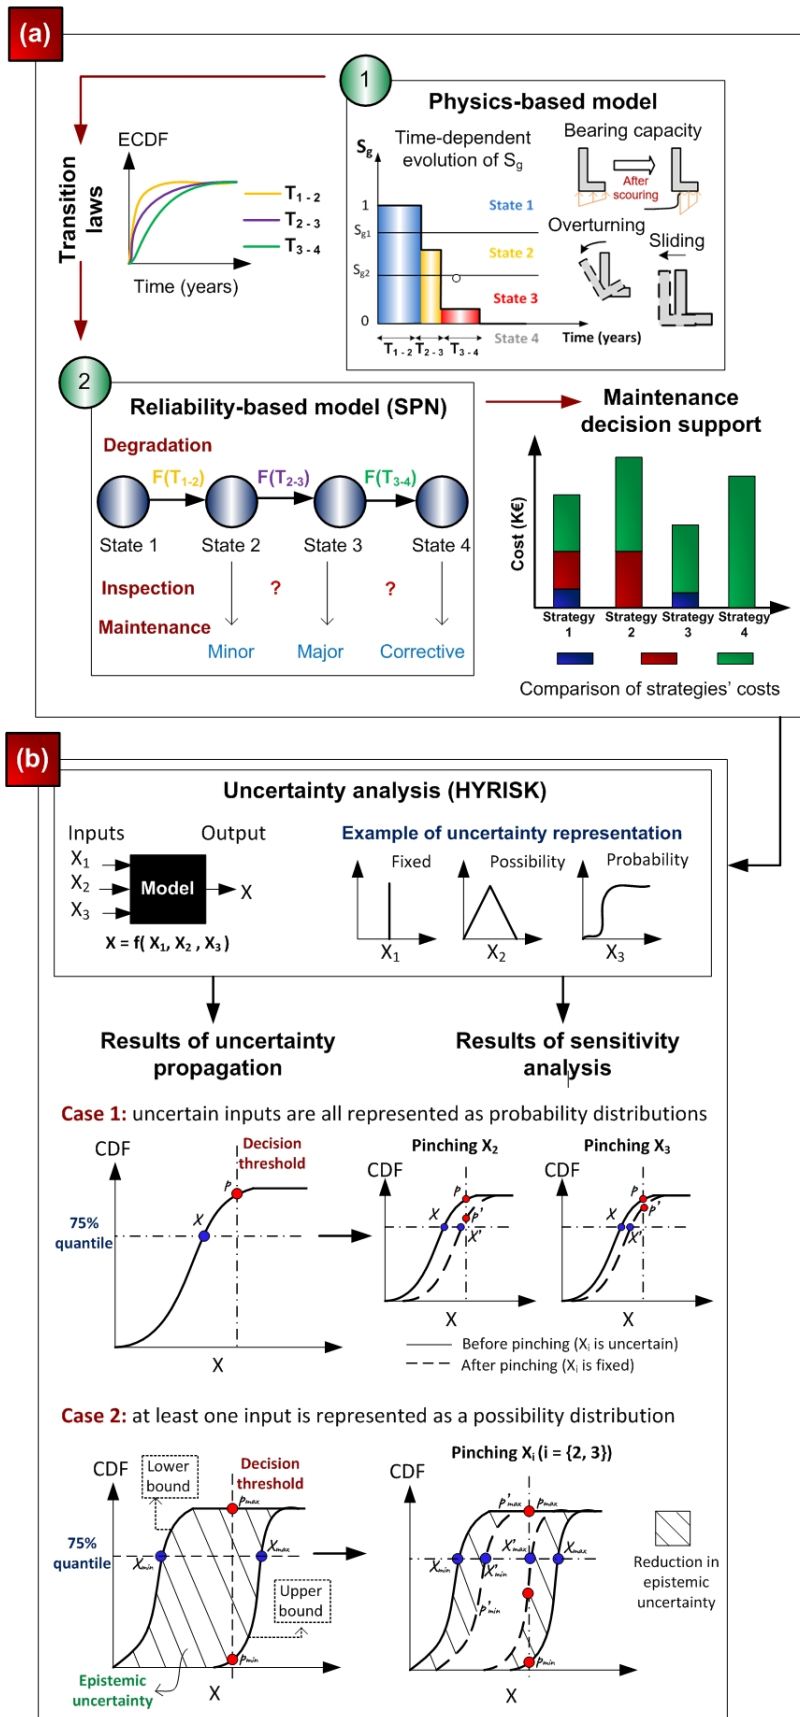 (a)
1
Physics-based model
ECDF
Transition laws
T1 - 2
T2 - 3
T3 - 4
Time (years)
Sg
Time-dependent
evolution of Sg
1
Sg1
Sg2
0
State 1
State 2
State 3
State 4
T1 - 2
T2 - 3
T3 - 4
Time (years)
Bearing capacity
After
scouring
Overturning
Sliding
2
Reliability-based model (SPN)
Degradation
F(T1-2)
F(T2-3)
F(T3-4)
State 1
State 2
State 3
State 4
Inspection
?
?
Maintenance
Minor
Major
Corrective
Maintenance
decision support
Cost (K€)
Strategy
1
Strategy
2
Strategy
3
Strategy
4
Comparison of strategies' costs
(b)
Uncertainty analysis (HYRISK)
Inputs
Output
X1
X2
X3
Model
X
X = f( X1, X2 , X3 )
Example of uncertainty representation
Fixed
Possibility
Probability
X1
X2
X3
Results of uncertainty
propagation
Results of sensitivity
analysis
Case 1: uncertain inputs are all represented as probability distributions
CDF
Decision
threshold
P
X
75%
quantile
X
Pinching X2
CDF
P
P'
X
X'
X
Pinching X3
CDF
P
P'
X
X'
X
Before pinching (Xi is uncertain)
After pinching (Xi is fixed)
Case 2: at least one input is represented as a possibility distribution
CDF
Lower
bound
Decision
threshold
Pmax
75%
quantile
Xmin
Xmax
Upper
bound
Pmin
Epistemic
uncertainty
X
Pinching Xi (i = {2, 3})
CDF
P'max
Pmax
Xmin
X'min
X'max
Xmax
P'min
Pmin
X
Reduction in
epistemic
uncertainty